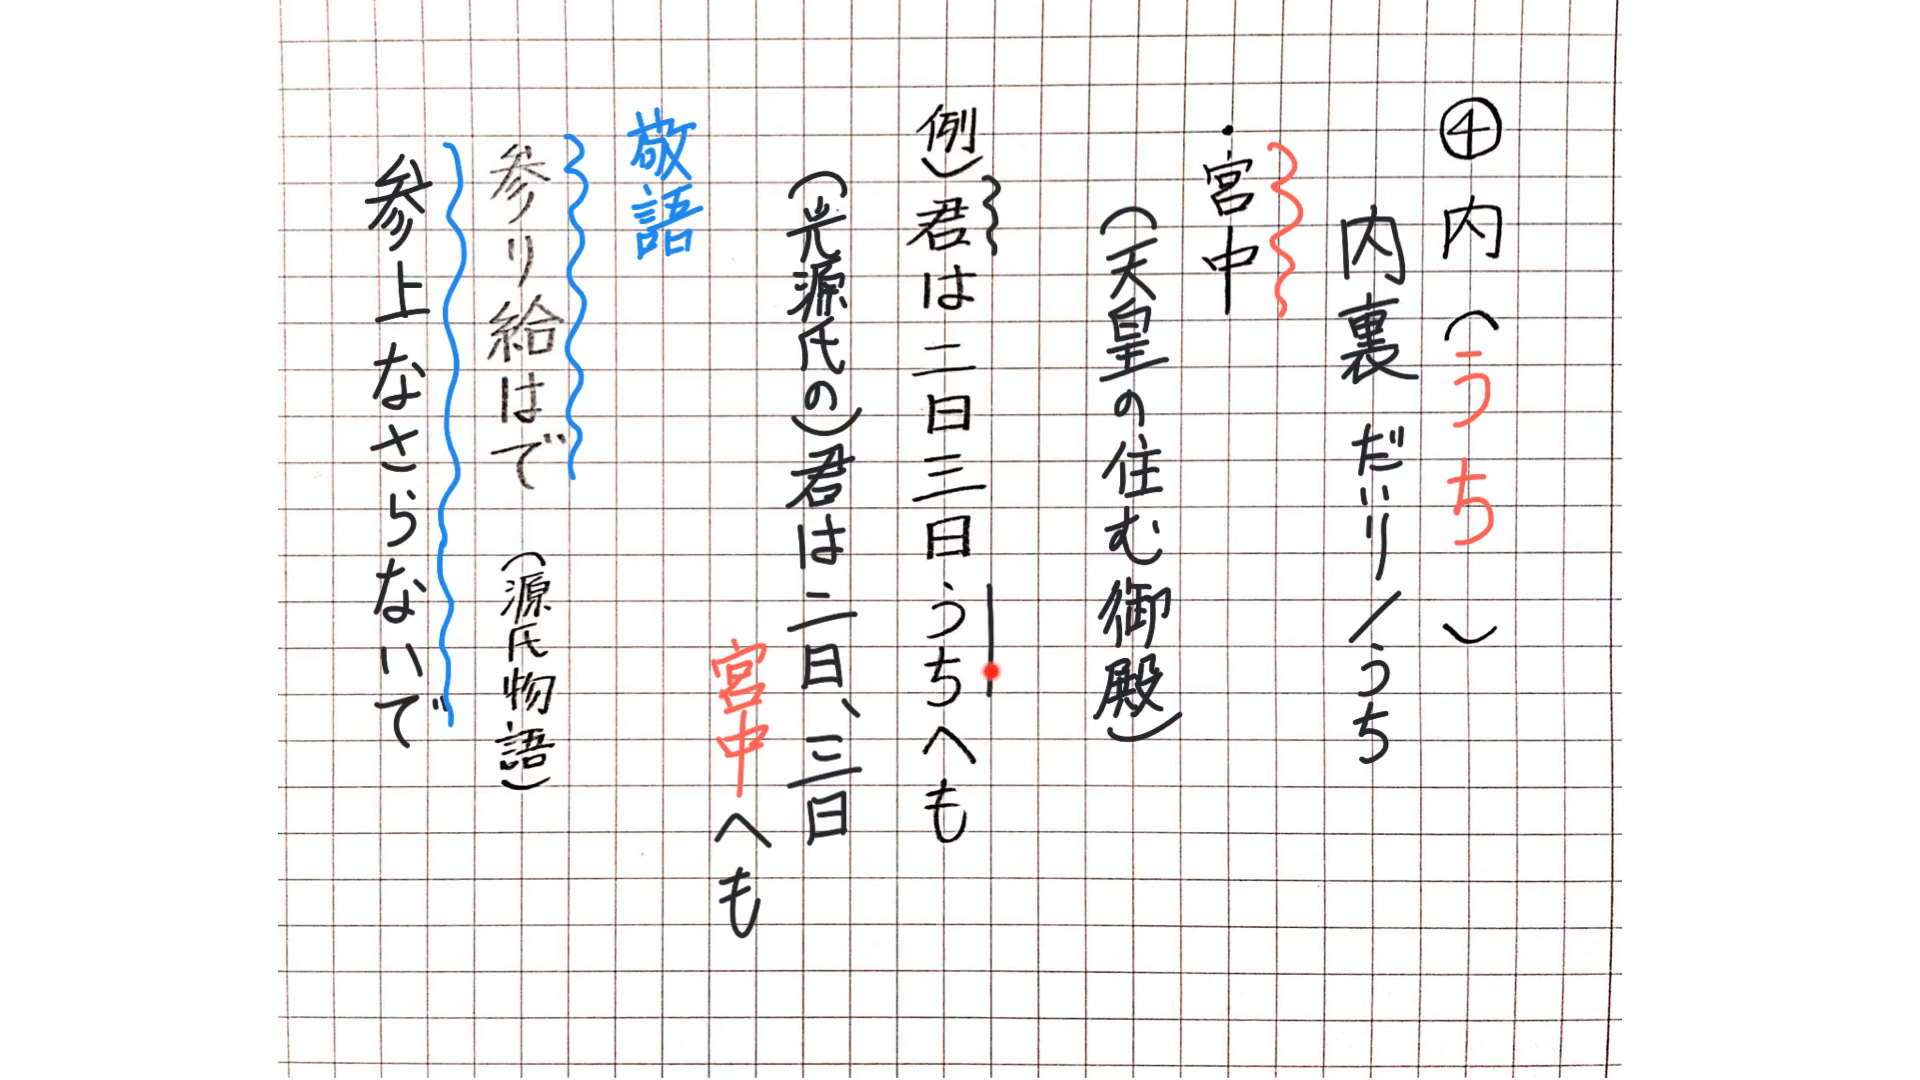 ④内（うち）
内裏だいり／うち
・宮中
（天皇の住む御殿）
例）君は二日三日うちへも
（光源氏の）君は二日、三日
宮中へも
敬語
参り給はで（源氏物語）
参上なさらないで